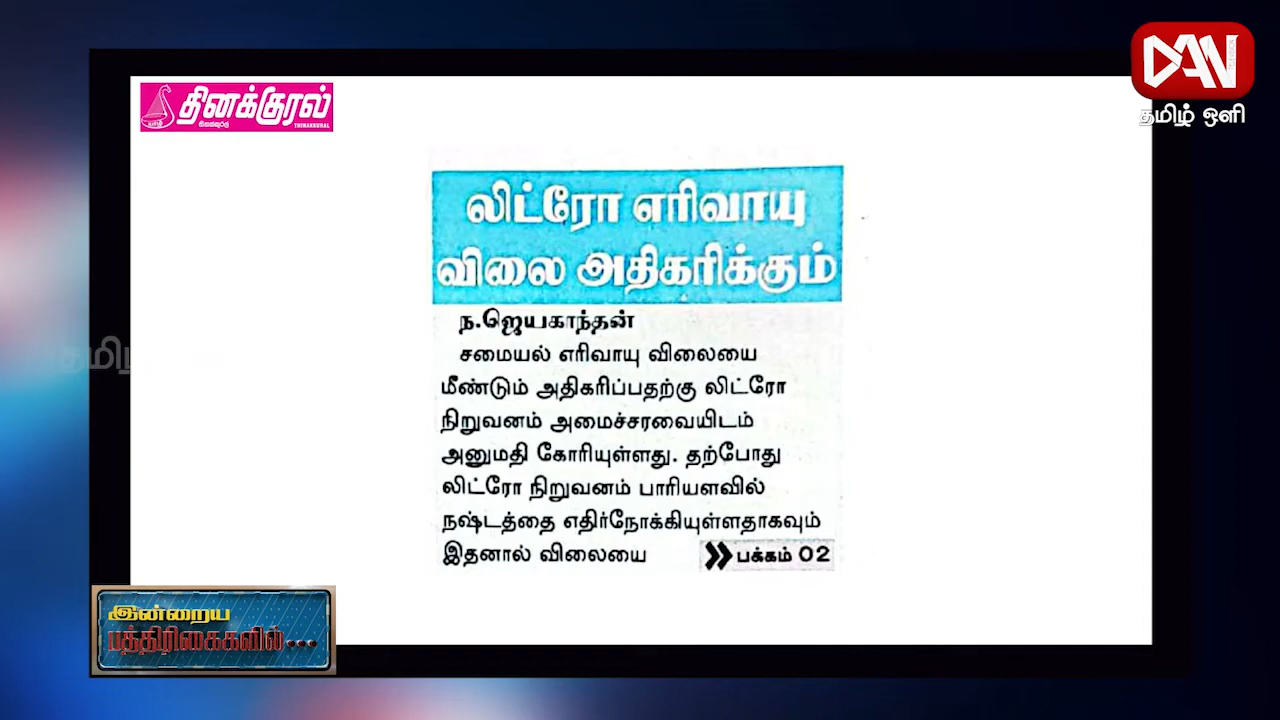 தினக்குரல்
யாழ்
THINAKKURAL
DAN
தமிழ் ஒளி
லிட்ரோ எரிவாயு
விலை அதிகரிக்கும்
ந.ஜெயகாந்தன்
சமையல் எரிவாயு விலையை
மீண்டும் அதிகரிப்பதற்கு லிட்ரோ
நிறுவனம் அமைச்சரவையிடம்
அனுமதி கோரியுள்ளது. தற்போது
லிட்ரோ நிறுவனம் பாரியளவில்
நஷ்டத்தை எதிர்நோக்கியுள்ளதாகவும்
இதனால் விலையை
பக்கம் 02
தமிழ்
இன்றைய
பத்திரிகைகளில்...